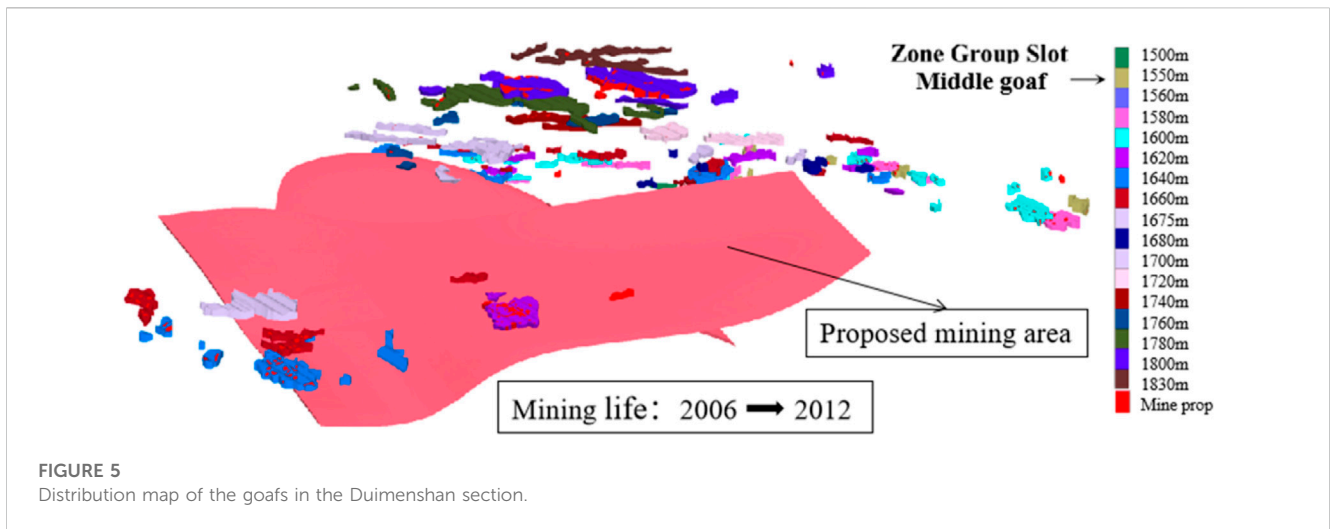 Zone Group Slot
Middle goaf
1500m
1550m
1560m
1580m
1600m
1620m
1640m
1660m
1675m
1680m
1700m
1720m
1740m
1760m
1780m
1800m
1830m
Mine prop
Proposed mining area
Mining life: 2006 ➡ 2012
FIGURE 5
Distribution map of the goafs in the Duimenshan section.